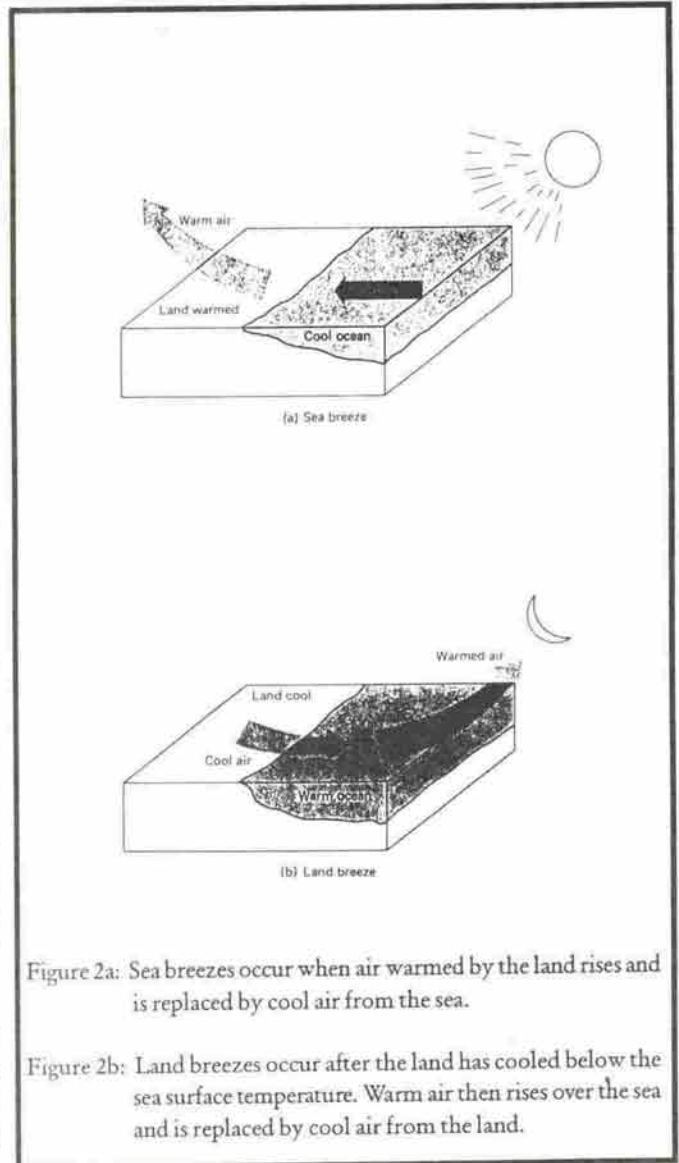 Warm air
Land warmed
Cool ocean
(a) Sea breeze
Warmed air
Land cool
Cool air
Warm ocean
(b) Land breeze
Figure 2a: Sea breezes occur when air warmed by the land rises and
is replaced by cool air from the sea.
Figure 2b: Land breezes occur after the land has cooled below the
sea surface temperature. Warm air then rises over the sea
and is replaced by cool air from the land.